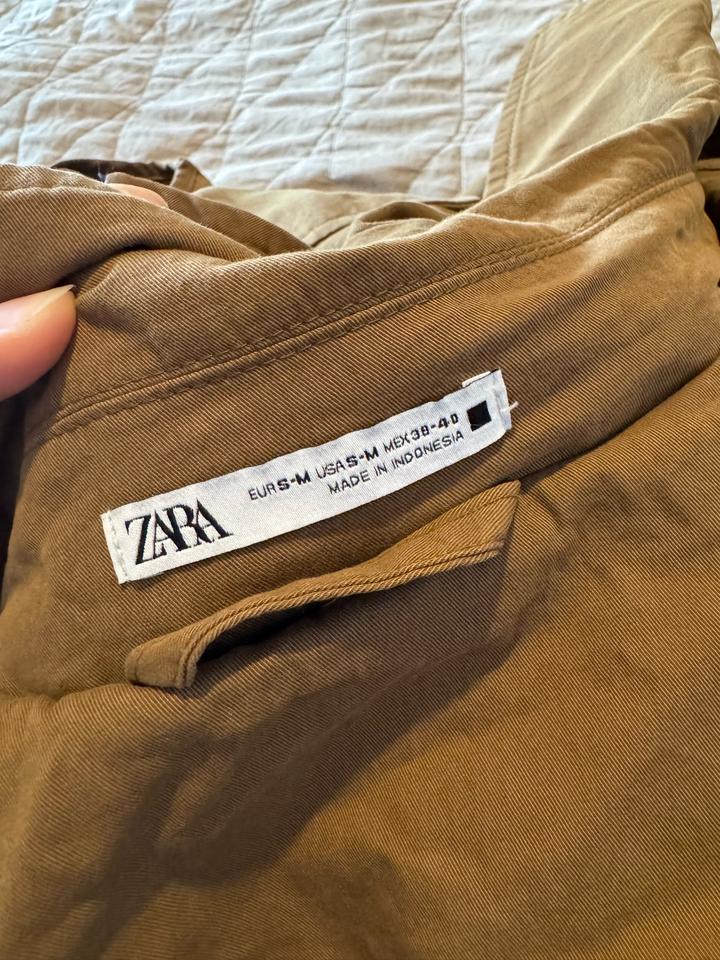 ZARA
EUR S-M USA S-M MEX 38-40
MADE IN INDONESIA